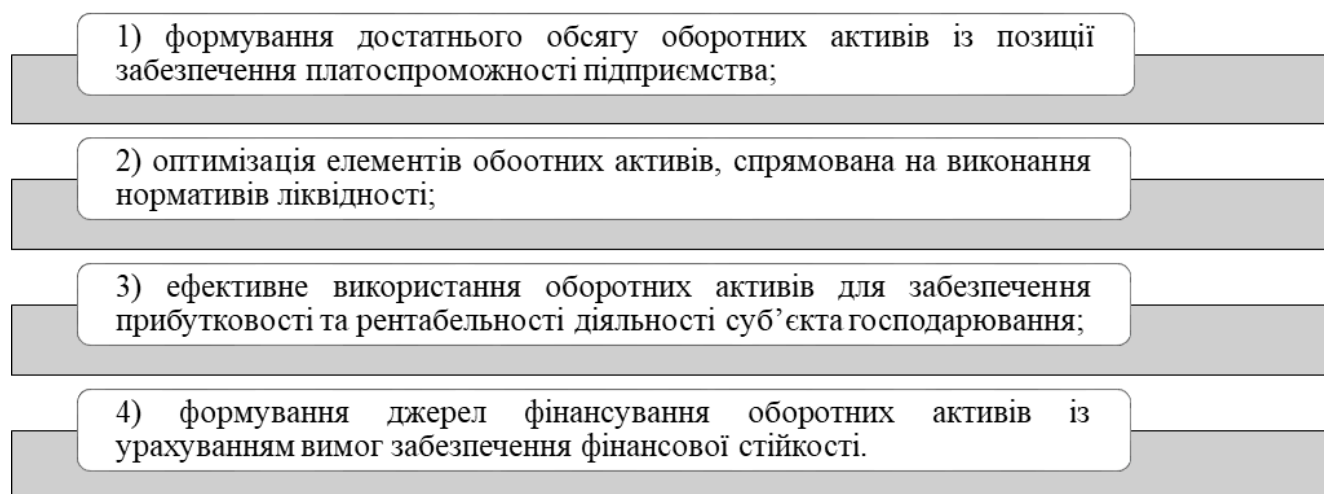 1) формування достатнього обсягу оборотних активів із позиції
забезпечення платоспроможності підприємства;
2) оптимізація елементів обоотних активів, спрямована на виконання
нормативів ліквідності;
3) ефективне використання оборотних активів для забезпечення
прибутковості та рентабельності діяльності суб’єкта господарювання;
4) формування джерел фінансування оборотних активів із
урахуванням вимог забезпечення фінансової стійкості.